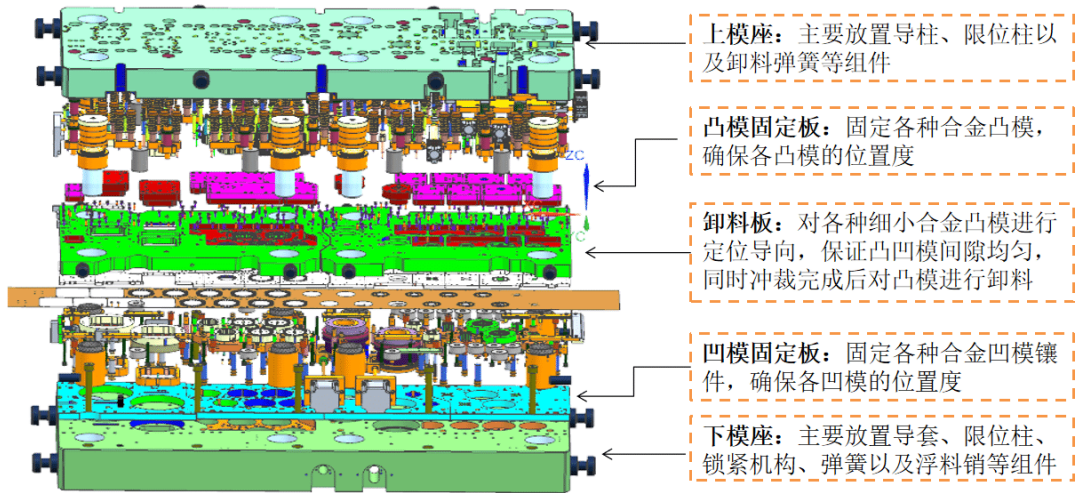 上模座：主要放置导柱、限位柱以
及卸料弹簧等组件
凸模固定板：固定各种合金凸模，
确保各凸模的位置度
ZC
卸料板：对各种细小合金凸模进行
定位导向，保证凸凹模间隙均匀，
同时冲裁完成后对凸模进行卸料
凹模固定板：固定各种合金凹模镶
件，确保各凹模的位置度
下模座：主要放置导套、限位柱、
锁紧机构、弹簧以及浮料销等组件